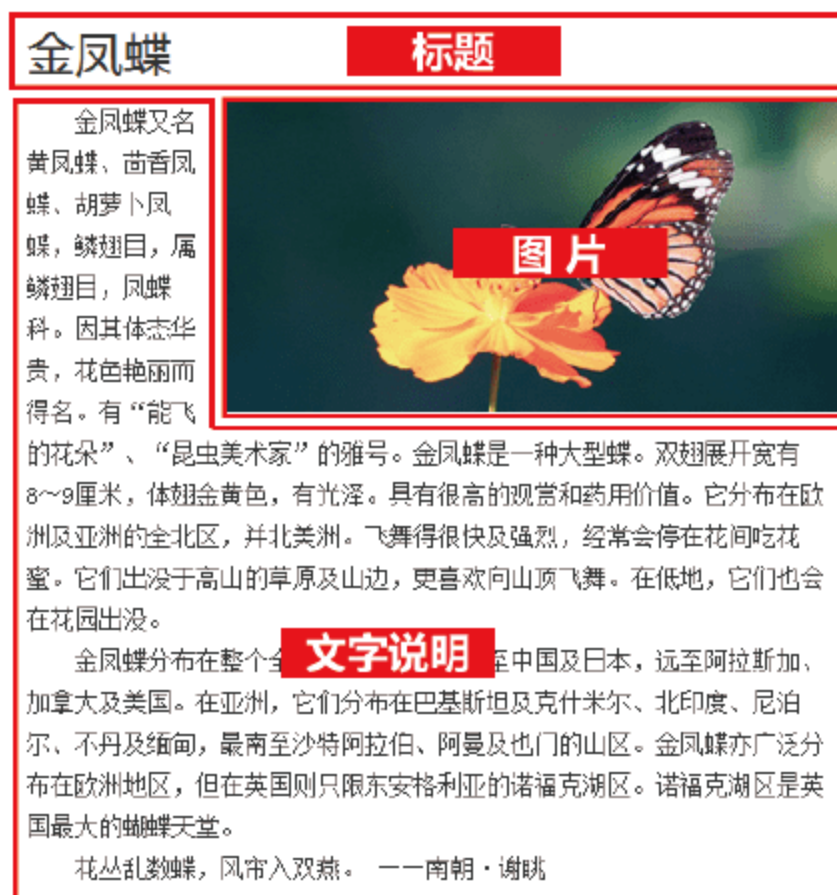 金凤蝶
标题
金凤蝶又名
黄凤蝶、茴香凤
蝶、胡萝卜凤
蝶，鳞翅目，属
鳞翅目，凤蝶
科。因其体态华
贵，花色艳丽而
得名。有“能飞
图 片
的花朵”、“昆虫美术家”的雅号。金凤蝶是一种大型蝶。双翅展开宽有
8～9厘米，体翅金黄色，有光泽。具有很高的观赏和药用价值。它分布在欧
洲及亚洲的全北区，并北美洲。飞舞得很快及强烈，经常会停在花间吃花
蜜。它们出没于高山的草原及山边，更喜欢向山顶飞舞。在低地，它们也会
在花园出没。
金凤蝶分布在整个全
文字说明
至中国及日本，远至阿拉斯加、
加拿大及美国。在亚洲，它们分布在巴基斯坦及克什米尔、北印度、尼泊
尔、不丹及缅甸，最南至沙特阿拉伯、阿曼及也门的山区。金凤蝶亦广泛分
布在欧洲地区，但在英国则只限东安格利亚的诺福克湖区。诺福克湖区是英
国最大的蝴蝶天堂。
花丛乱数蝶，风帘入双燕。 ——南朝·谢眺